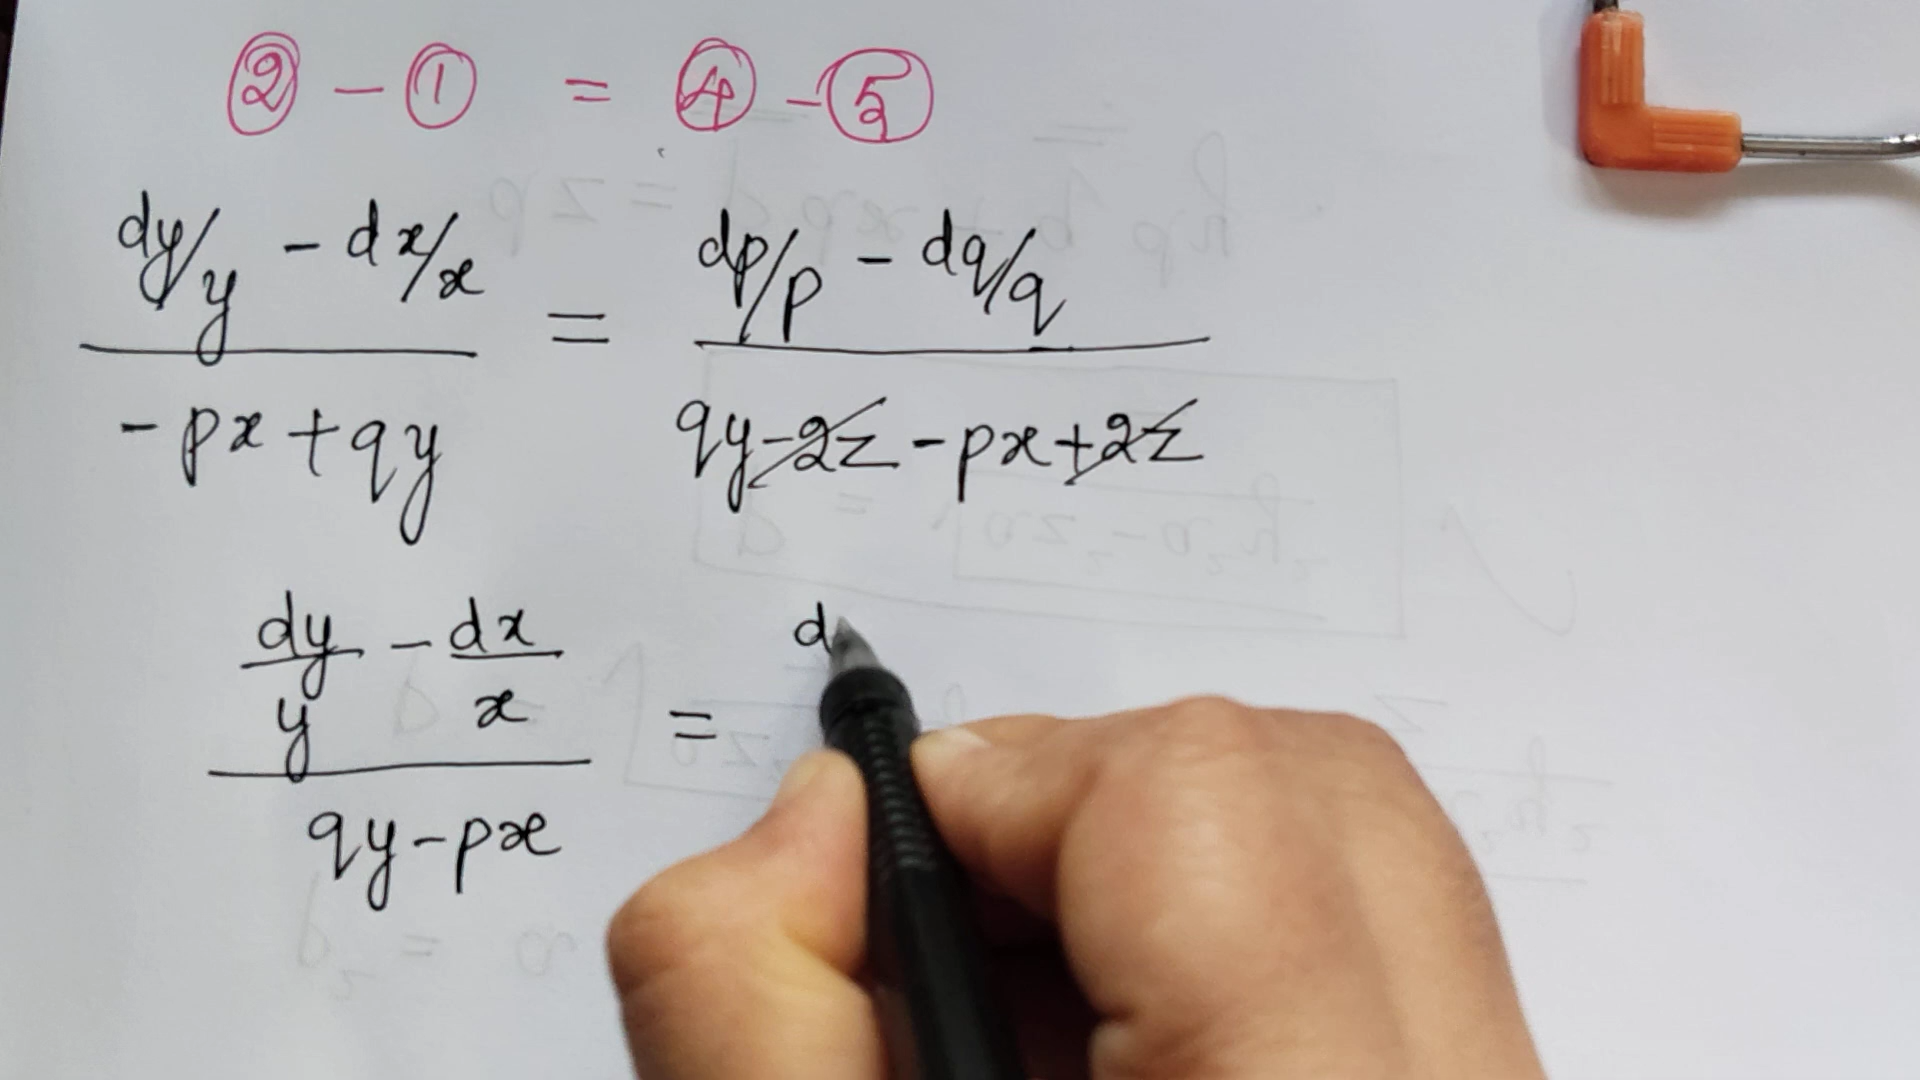 ② - ① = ④ - ⑤
dy/y - dx/x = dp/p - dq/q
-px + qy   qy - 2z - px + 2z
dy/y - dx/x = d
qy - px